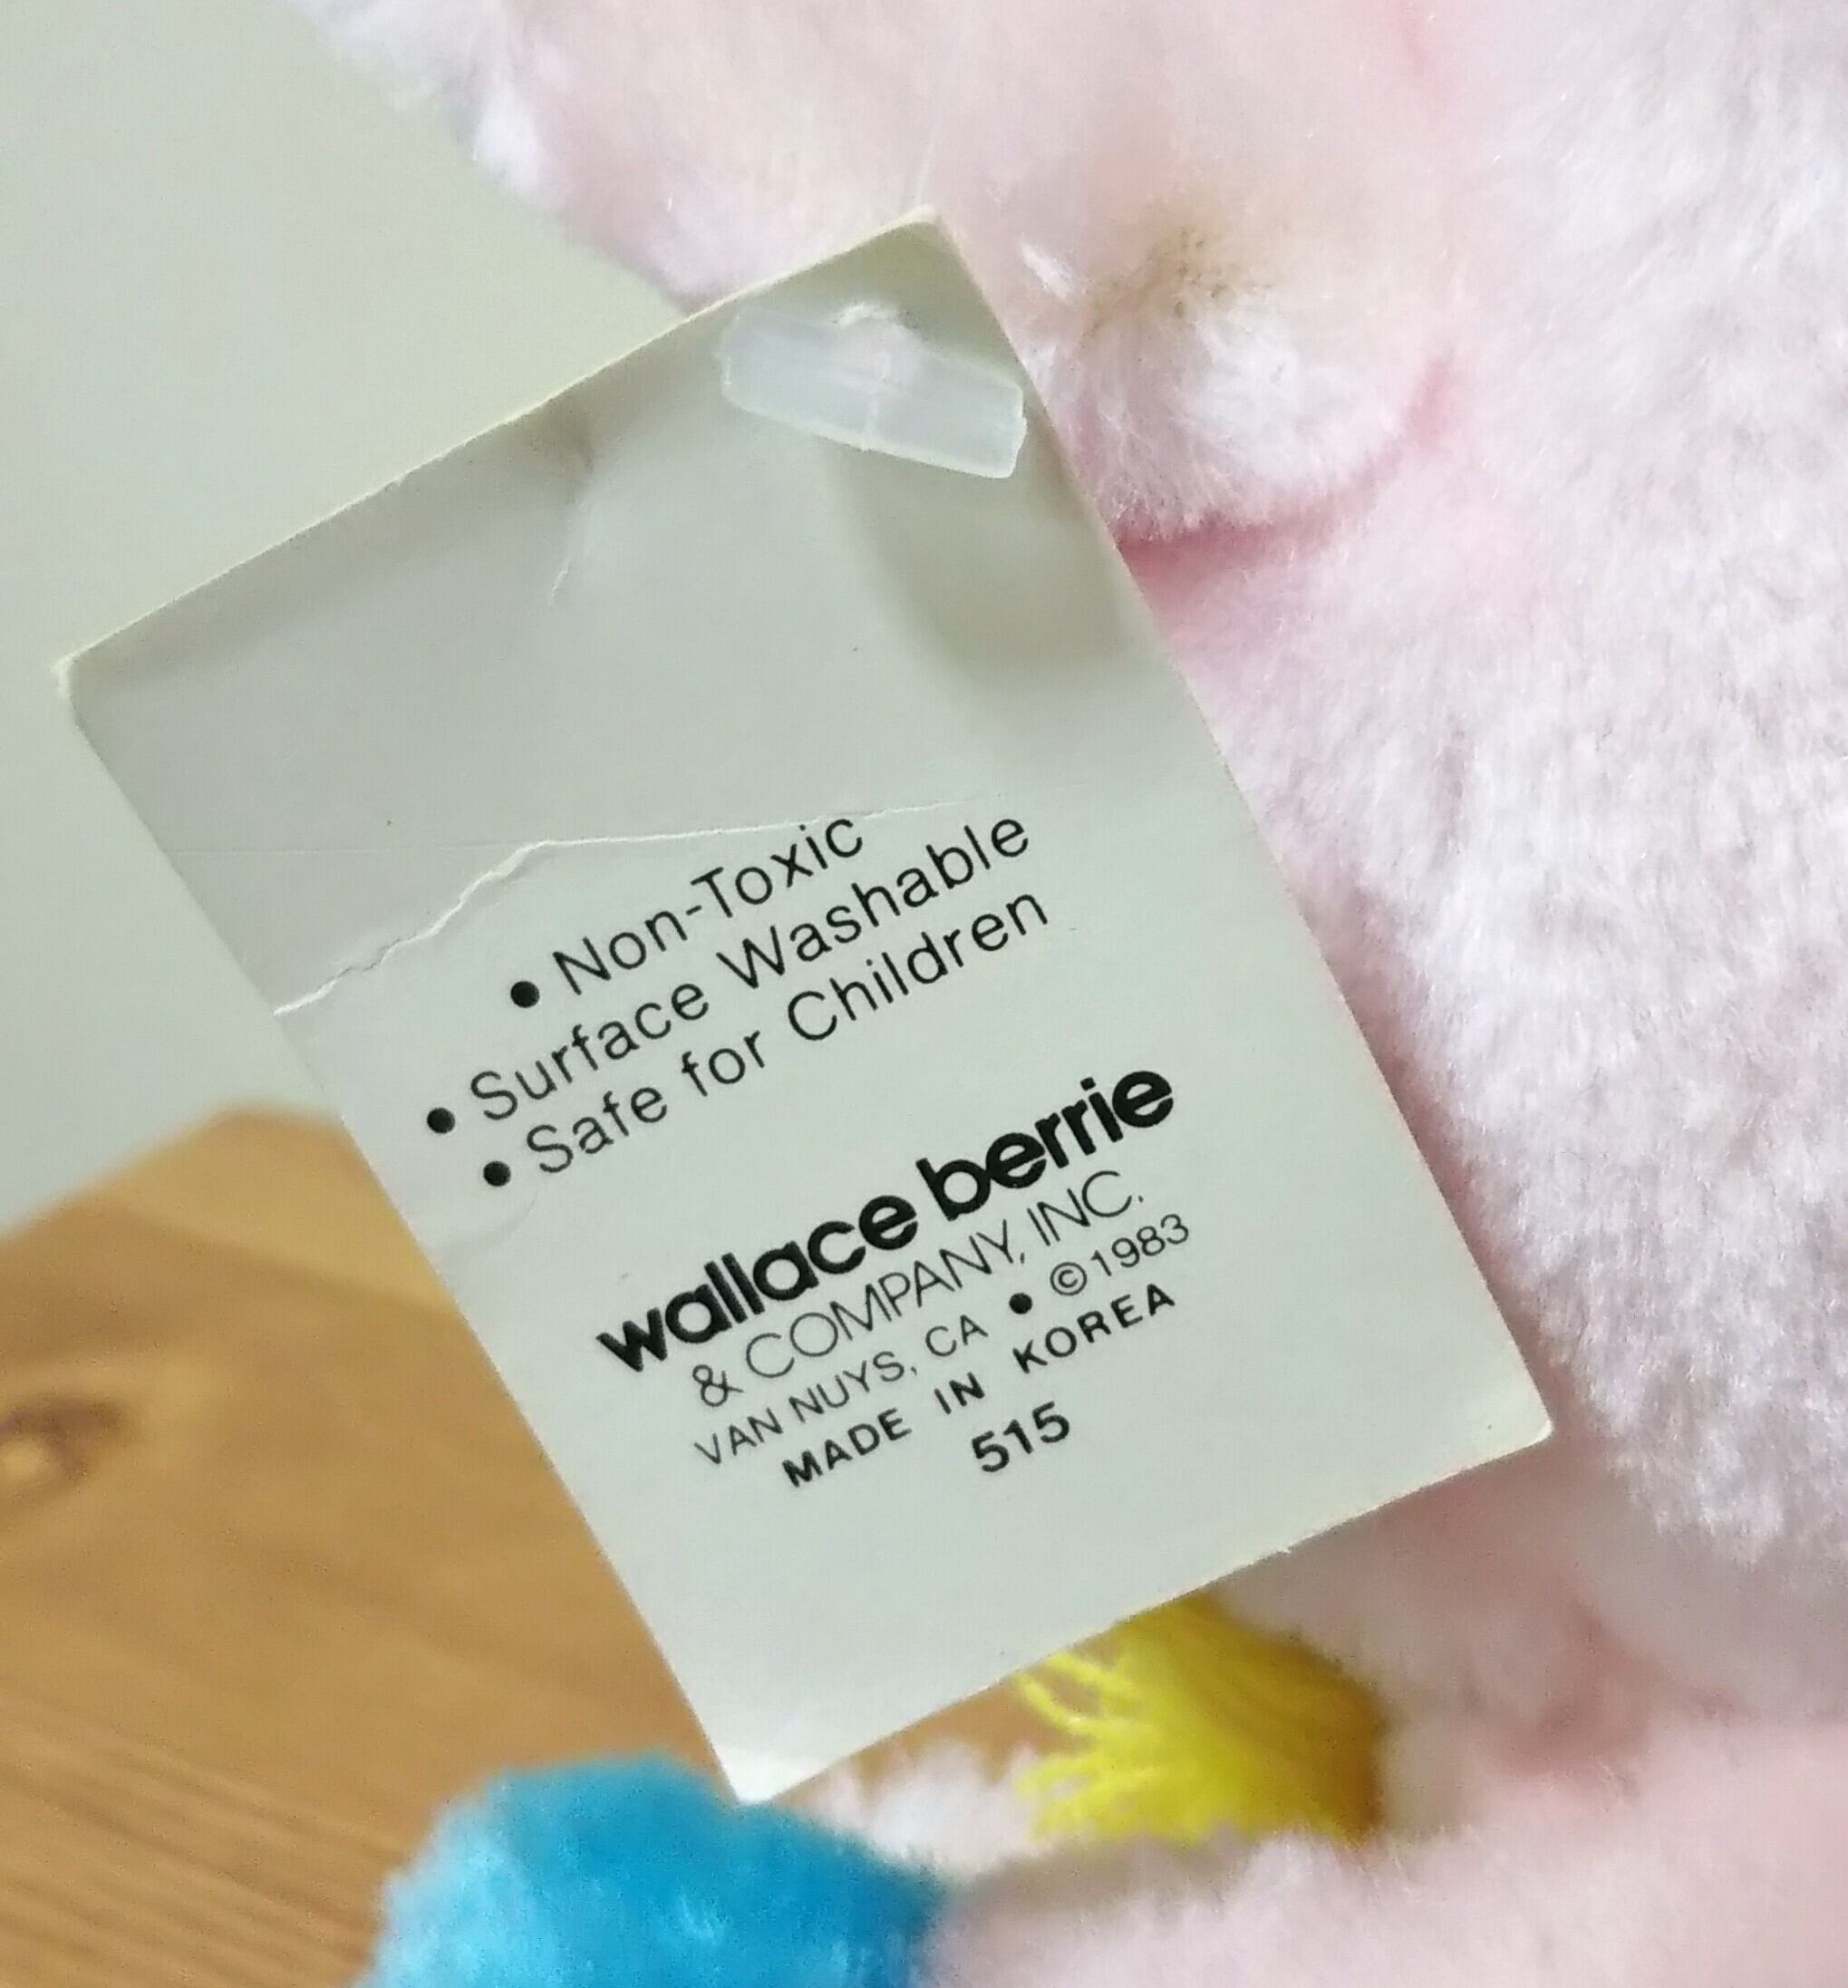 • Non-Toxic
• Surface Washable
• Safe for Children
wallace berrie
& COMPANY, INC.
VAN NUYS, CA • ©1983
MADE IN KOREA
515